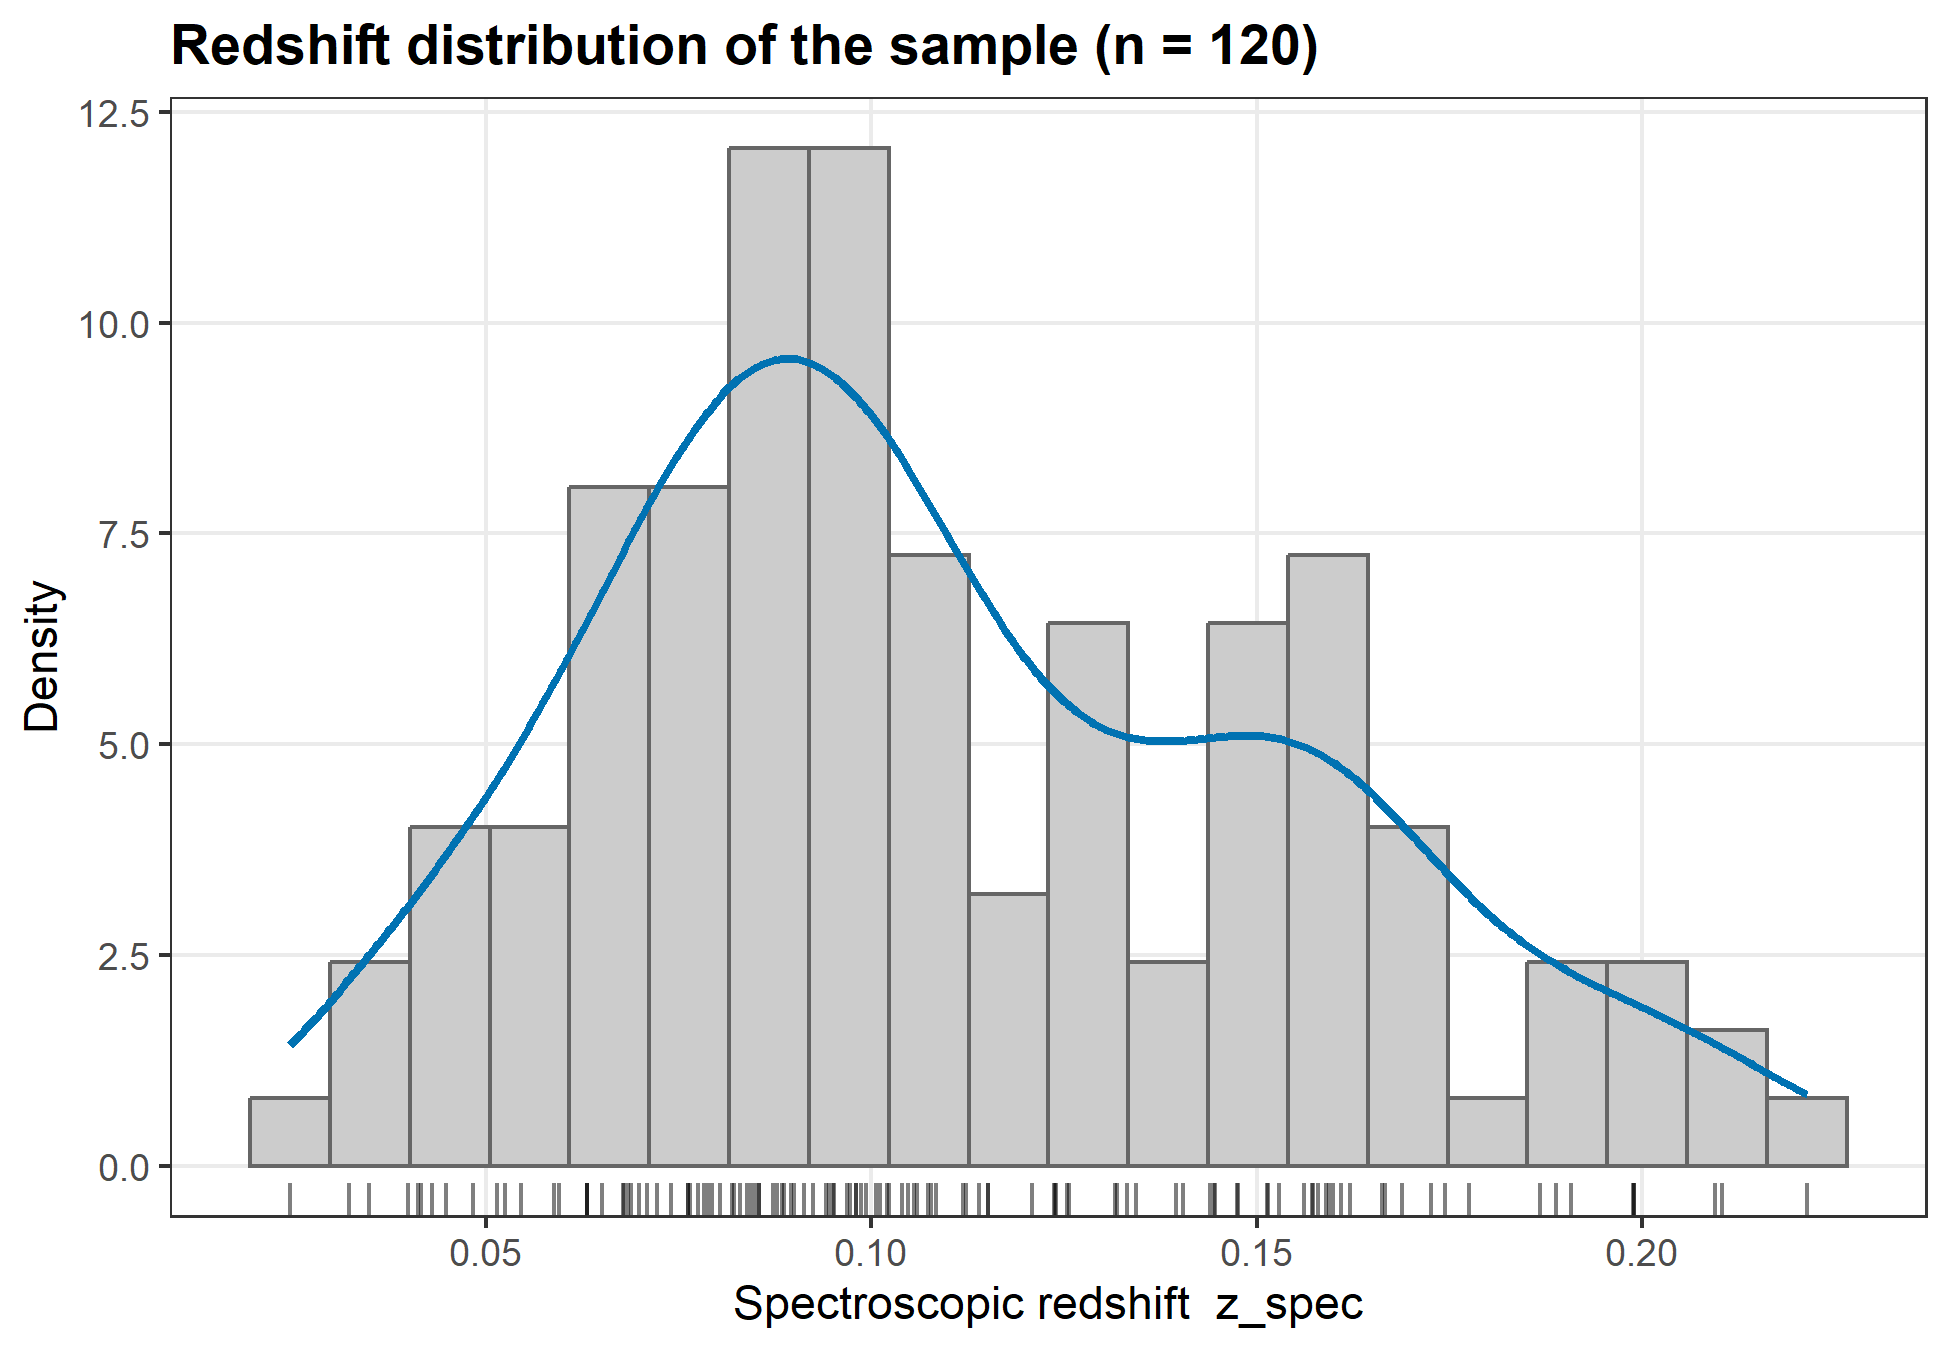 Redshift distribution of the sample (n = 120)
12.5
10.0
7.5
5.0
2.5
0.0
Density
0.05 0.10 0.15 0.20
Spectroscopic redshift  z_spec